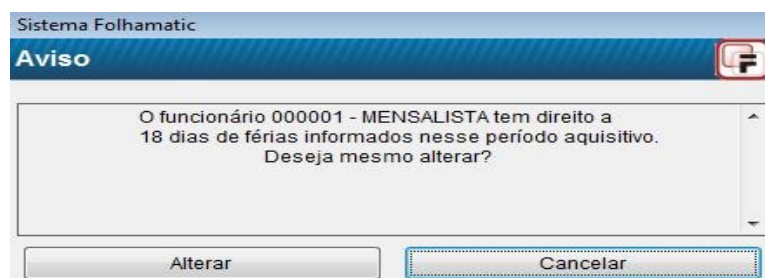 Sistema Folhamatic
Aviso
F
O funcionário 000001 - MENSALISTA tem direito a
18 dias de férias informados nesse período aquisitivo.
Deseja mesmo alterar?
Alterar
Cancelar